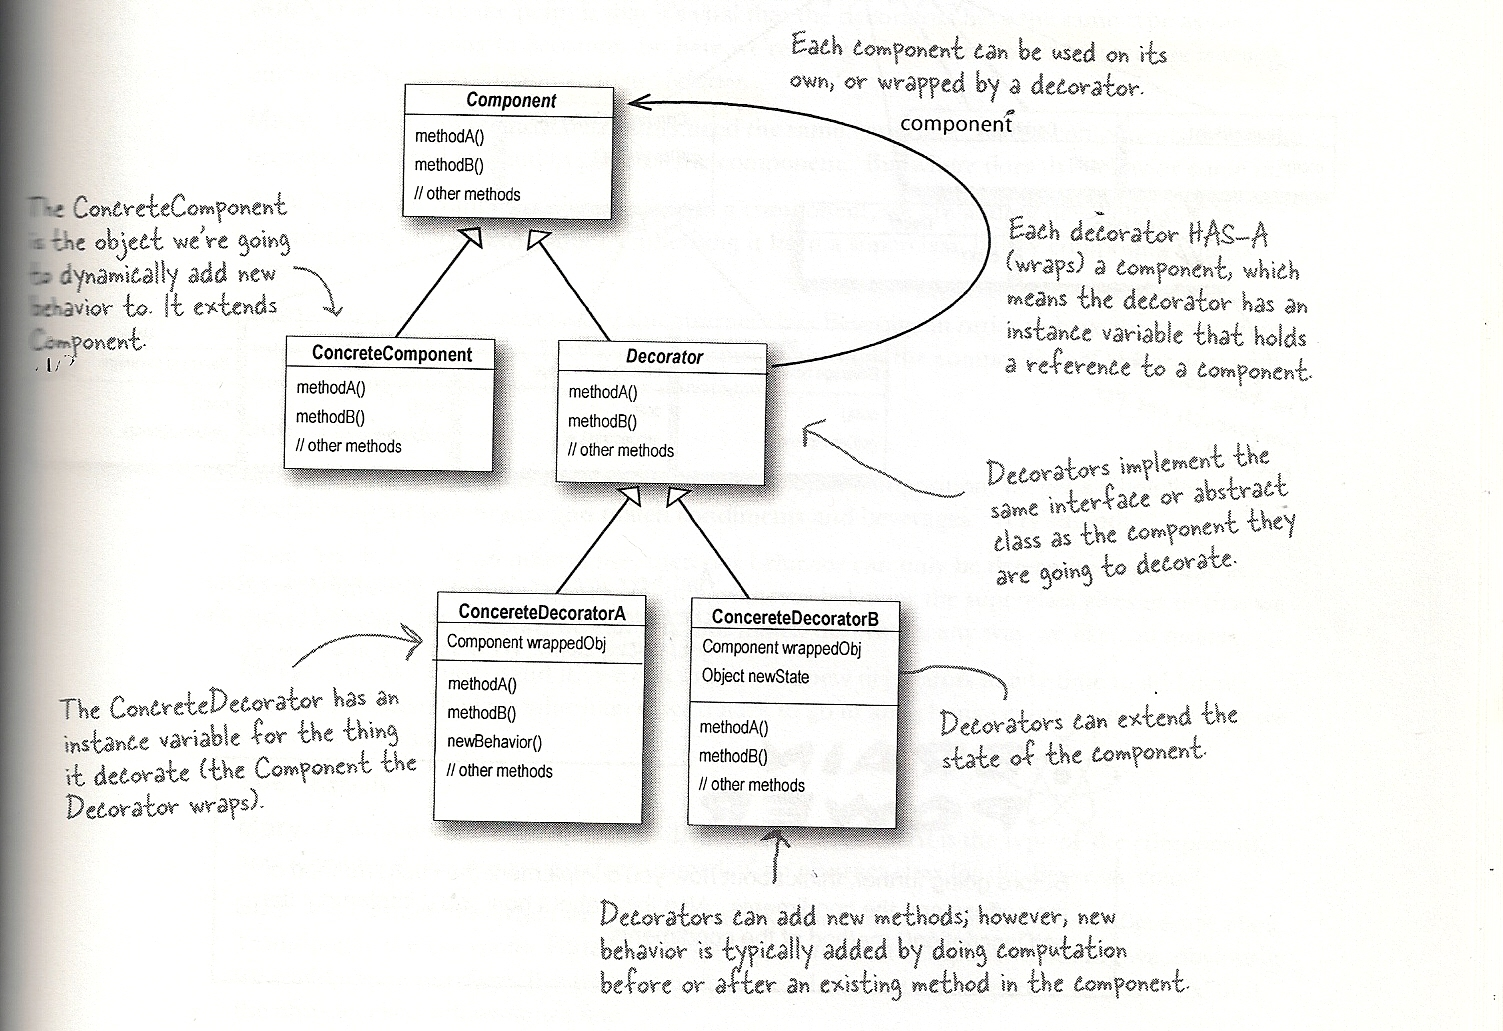 Each component can be used on its
own, or wrapped by a decorator.
component
Component
methodA()
methodB()
// other methods
The ConcreteComponent
is the object we're going
to dynamically add new
behavior to. It extends
Component.
Each decorator HAS-A
(wraps) a component, which
means the decorator has an
instance variable that holds
a reference to a component.
ConcreteComponent
methodA()
methodB()
// other methods
Decorator
methodA()
methodB()
// other methods
Decorators implement the
same interface or abstract
class as the component they
are going to decorate.
ConcereteDecoratorA
Component wrappedObj
methodA()
methodB()
newBehavior()
// other methods
ConcereteDecoratorB
Component wrappedObj
Object newState
methodA()
methodB()
// other methods
The ConcreteDecorator has an
instance variable for the thing
it decorate (the Component the
Decorator wraps).
Decorators can extend the
state of the component.
Decorators can add new methods; however, new
behavior is typically added by doing computation
before or after an existing method in the component.